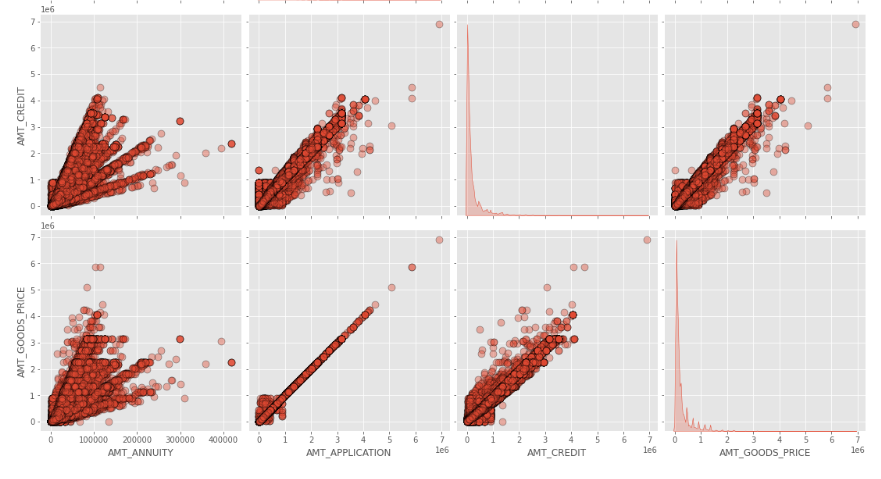 1e6
7
6
5
4
3
2
1
0
AMT_CREDIT
1e6
7
6
5
4
3
2
1
0
AMT_GOODS_PRICE
0 100000 200000 300000 400000
0 1 2 3 4 5 6 7
0 1 2 3 4 5 6 7
0 1 2 3 4 5 6 7
1e6 1e6 1e6
AMT_ANNUITY AMT_APPLICATION AMT_CREDIT AMT_GOODS_PRICE